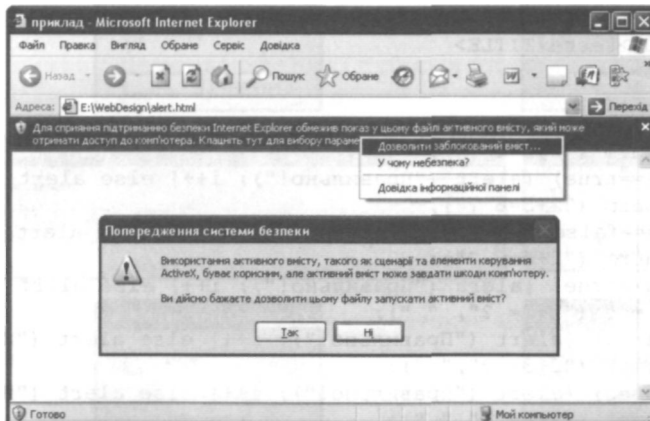 приклад - Microsoft Internet Explorer
Файл Правка Вигляд Обране Сервіс Довідка
Назад Пошук Обране
Адреса: E:\WebDesign\alert.html Перехід
Для сприяння підтриманню безпеки Internet Explorer обмежив показ у цьому файлі активного вмісту, який може
отримати доступ до комп'ютера. Клацніть тут для вибору
Дозволити заблокований вміст...
У чому небезпека?
Довідка інформаційної панелі
Попередження системи безпеки
Використання активного вмісту, такого як сценарії та елементи керування
ActiveX, буває корисним, але активний вміст може завдати шкоди комп'ютеру.
Ви дійсно бажаєте дозволити цьому файлу запускати активний вміст?
Так Ні
Готово Мой компьютер